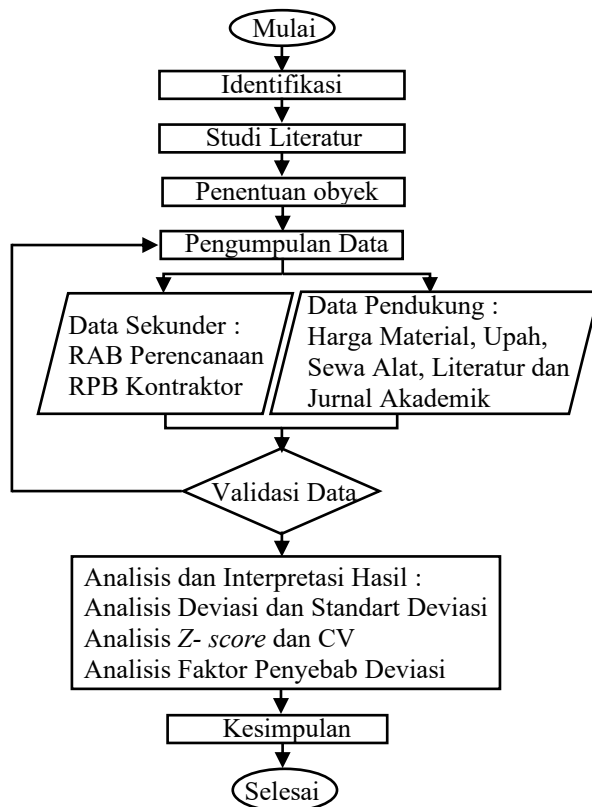 Mulai
Identifikasi
Studi Literatur
Penentuan obyek
Pengumpulan Data
Data Sekunder :
RAB Perencanaan
RPB Kontraktor
Data Pendukung :
Harga Material, Upah,
Sewa Alat, Literatur dan
Jurnal Akademik
Validasi Data
Analisis dan Interpretasi Hasil :
Analisis Deviasi dan Standart Deviasi
Analisis Z- score dan CV
Analisis Faktor Penyebab Deviasi
Kesimpulan
Selesai